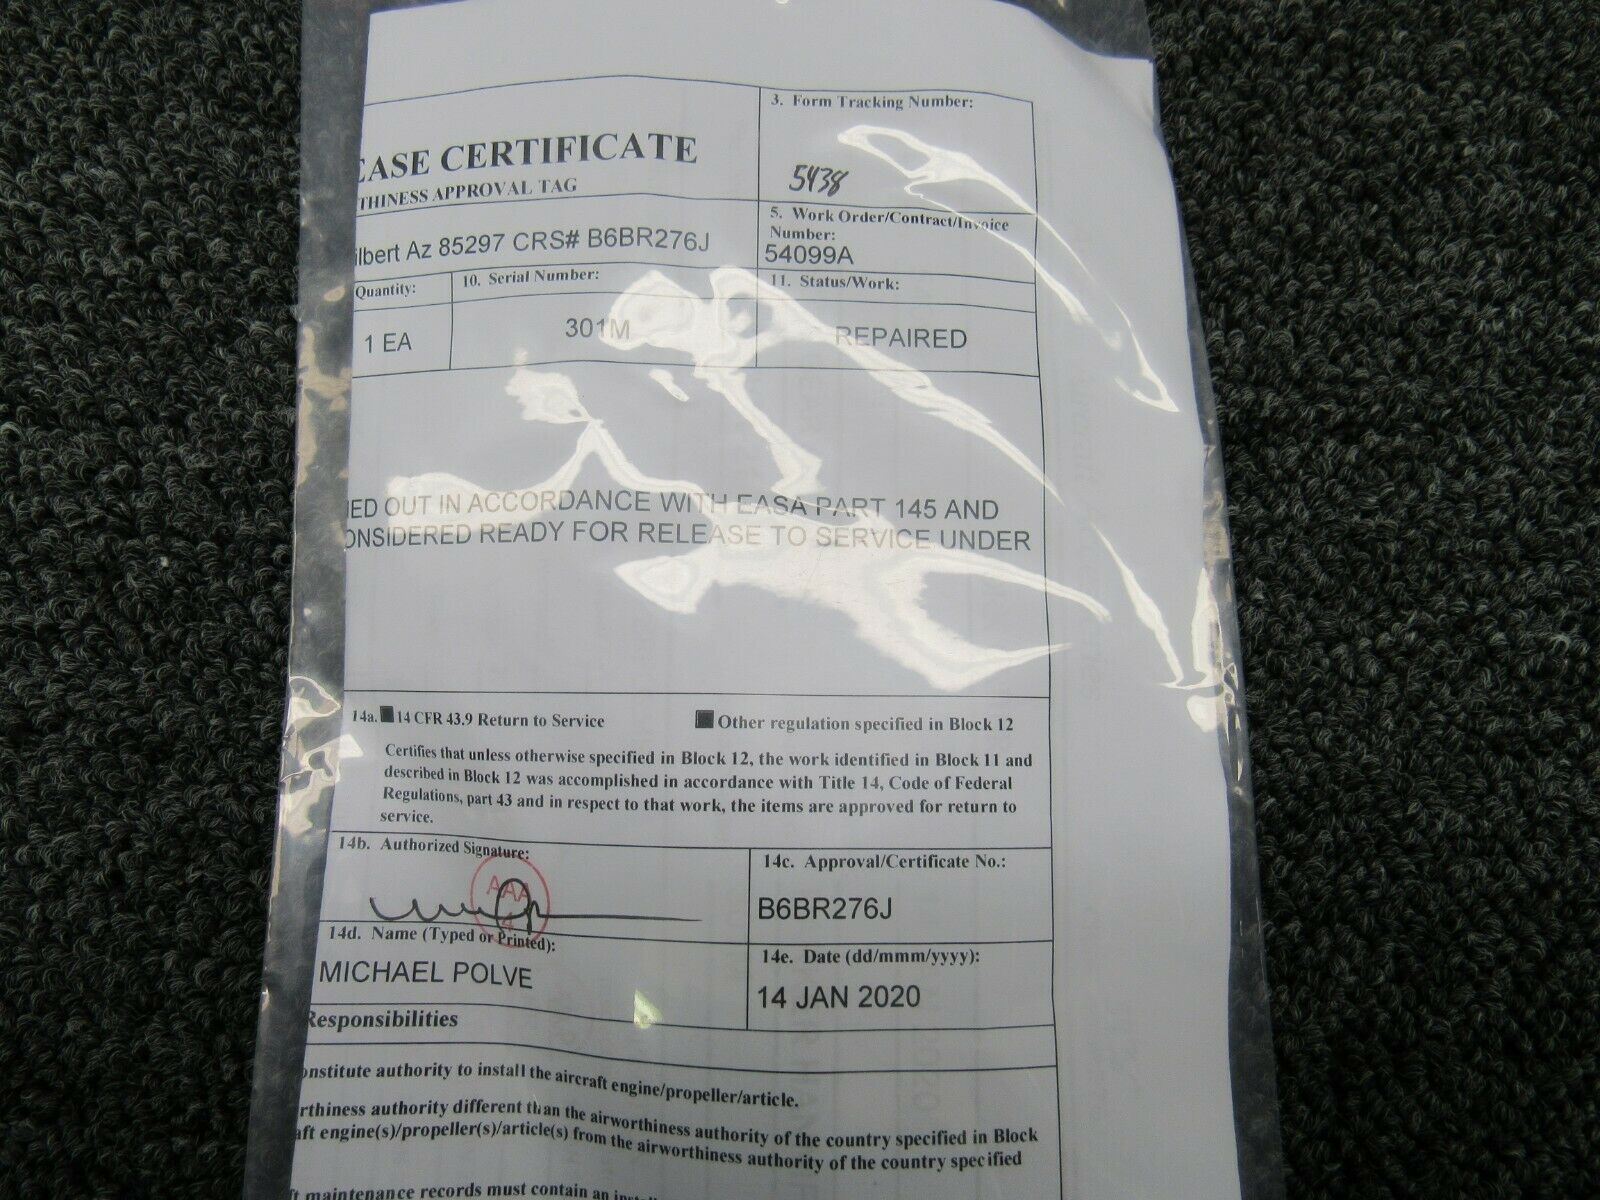 3. Form Tracking Number:
EASE CERTIFICATE
THINESS APPROVAL TAG
5438
ilbert Az 85297 CRS# B6BR276J
5. Work Order/Contract/Invoice
Number:
54099A
Quantity:
10. Serial Number:
11. Status/Work:
1 EA
301M
REPAIRED
IED OUT IN ACCORDANCE WITH EASA PART 145 AND
ONSIDERED READY FOR RELEASE TO SERVICE UNDER
14a. 14 CFR 43.9 Return to Service
Other regulation specified in Block 12
Certifies that unless otherwise specified in Block 12, the work identified in Block 11 and
described in Block 12 was accomplished in accordance with Title 14, Code of Federal
Regulations, part 43 and in respect to that work, the items are approved for return to
service.
14b. Authorized Signature:
AAA
14c. Approval/Certificate No.:
B6BR276J
14d. Name (Typed or Printed):
MICHAEL POLVE
14e. Date (dd/mmm/yyyy):
14 JAN 2020
Responsibilities
onstitute authority to install the aircraft engine/propeller/article.
rthiness authority different than the airworthiness authority of the country specified in Block
aft engine(s)/propeller(s)/article(s) from the airworthiness authority of the country specified
ft maintenance records must contain an